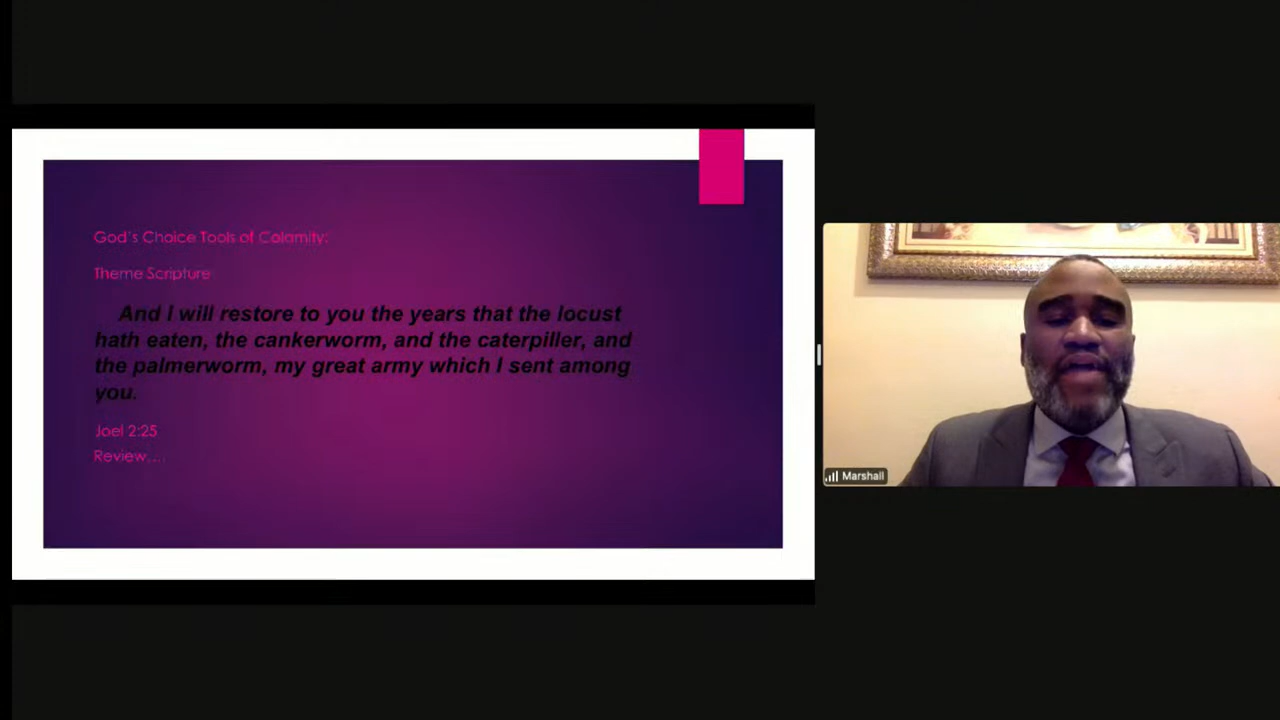 God's Choice Tools of Calamity:
Theme Scripture
And I will restore to you the years that the locust
hath eaten, the cankerworm, and the caterpiller, and
the palmerworm, my great army which I sent among
you.
Joel 2:25
Review....
Marshall